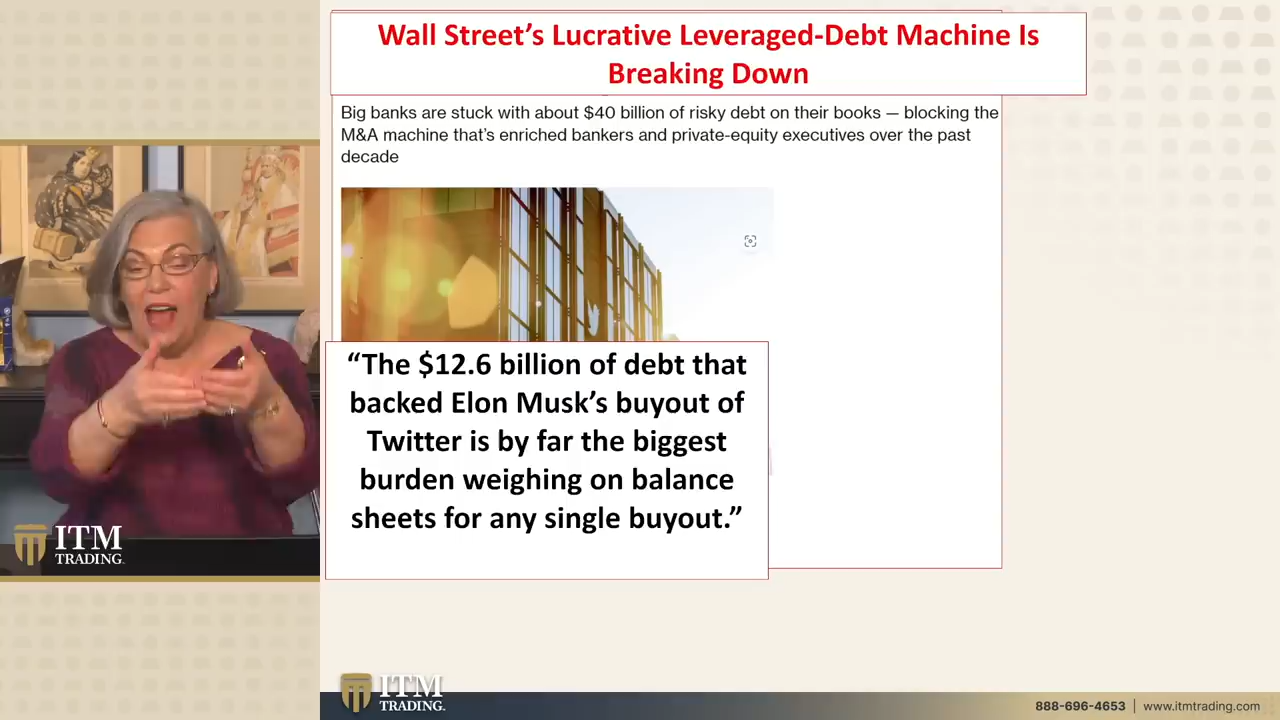 Wall Street’s Lucrative Leveraged-Debt Machine Is
Breaking Down
Big banks are stuck with about $40 billion of risky debt on their books — blocking the
M&A machine that’s enriched bankers and private-equity executives over the past
decade
“The $12.6 billion of debt that
backed Elon Musk’s buyout of
Twitter is by far the biggest
burden weighing on balance
sheets for any single buyout.”
ITM
TRADING.
ITM
TRADING.
888-696-4653 | www.itmtrading.com